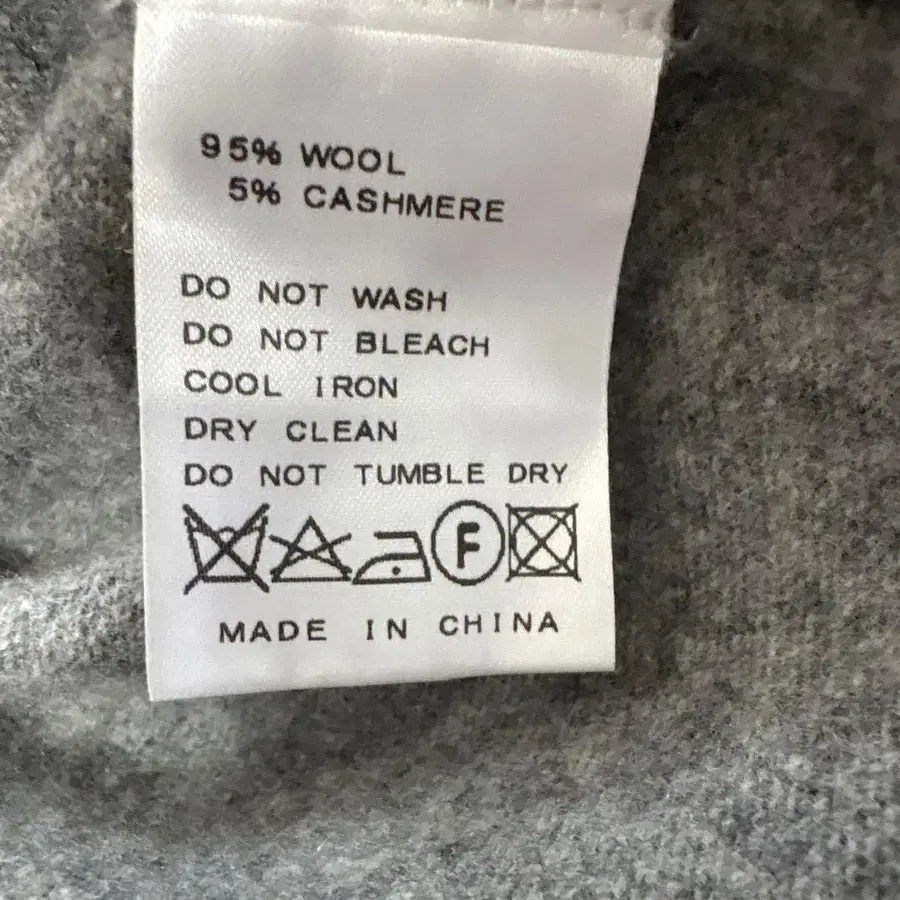 95% WOOL
5% CASHMERE
DO NOT WASH
DO NOT BLEACH
COOL IRON
DRY CLEAN
DO NOT TUMBLE DRY
F
MADE IN CHINA